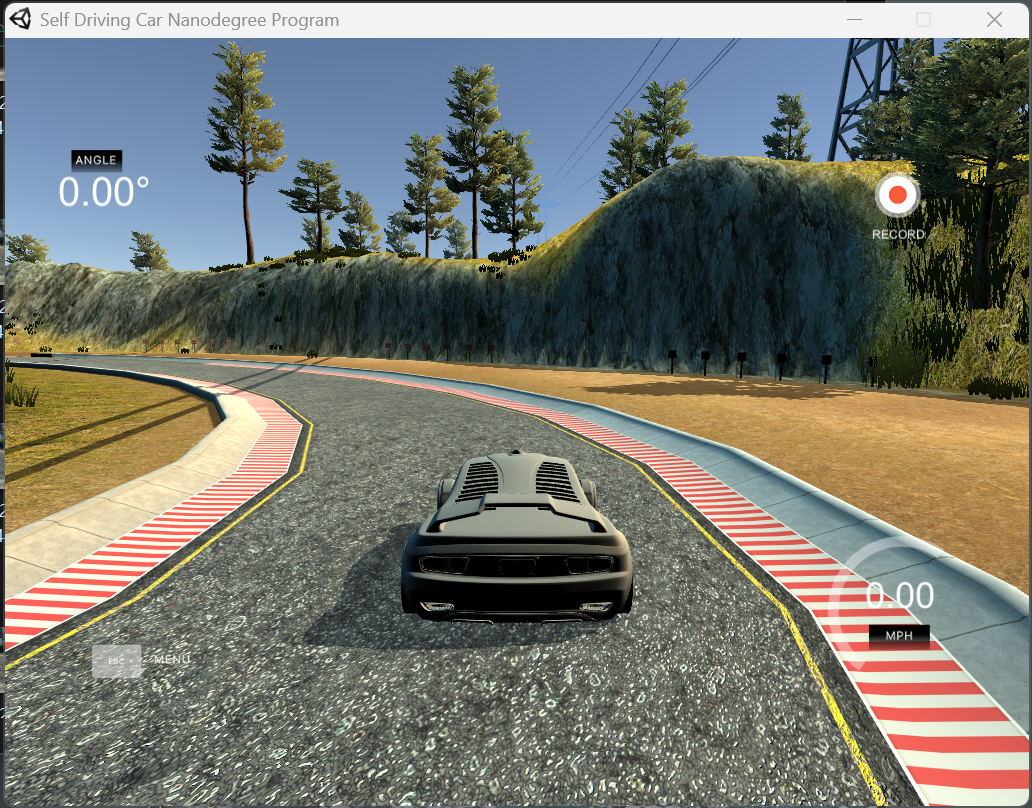 Self Driving Car Nanodegree Program
ANGLE
0.00°
RECORD
0.00
MPH
ESC
MENU